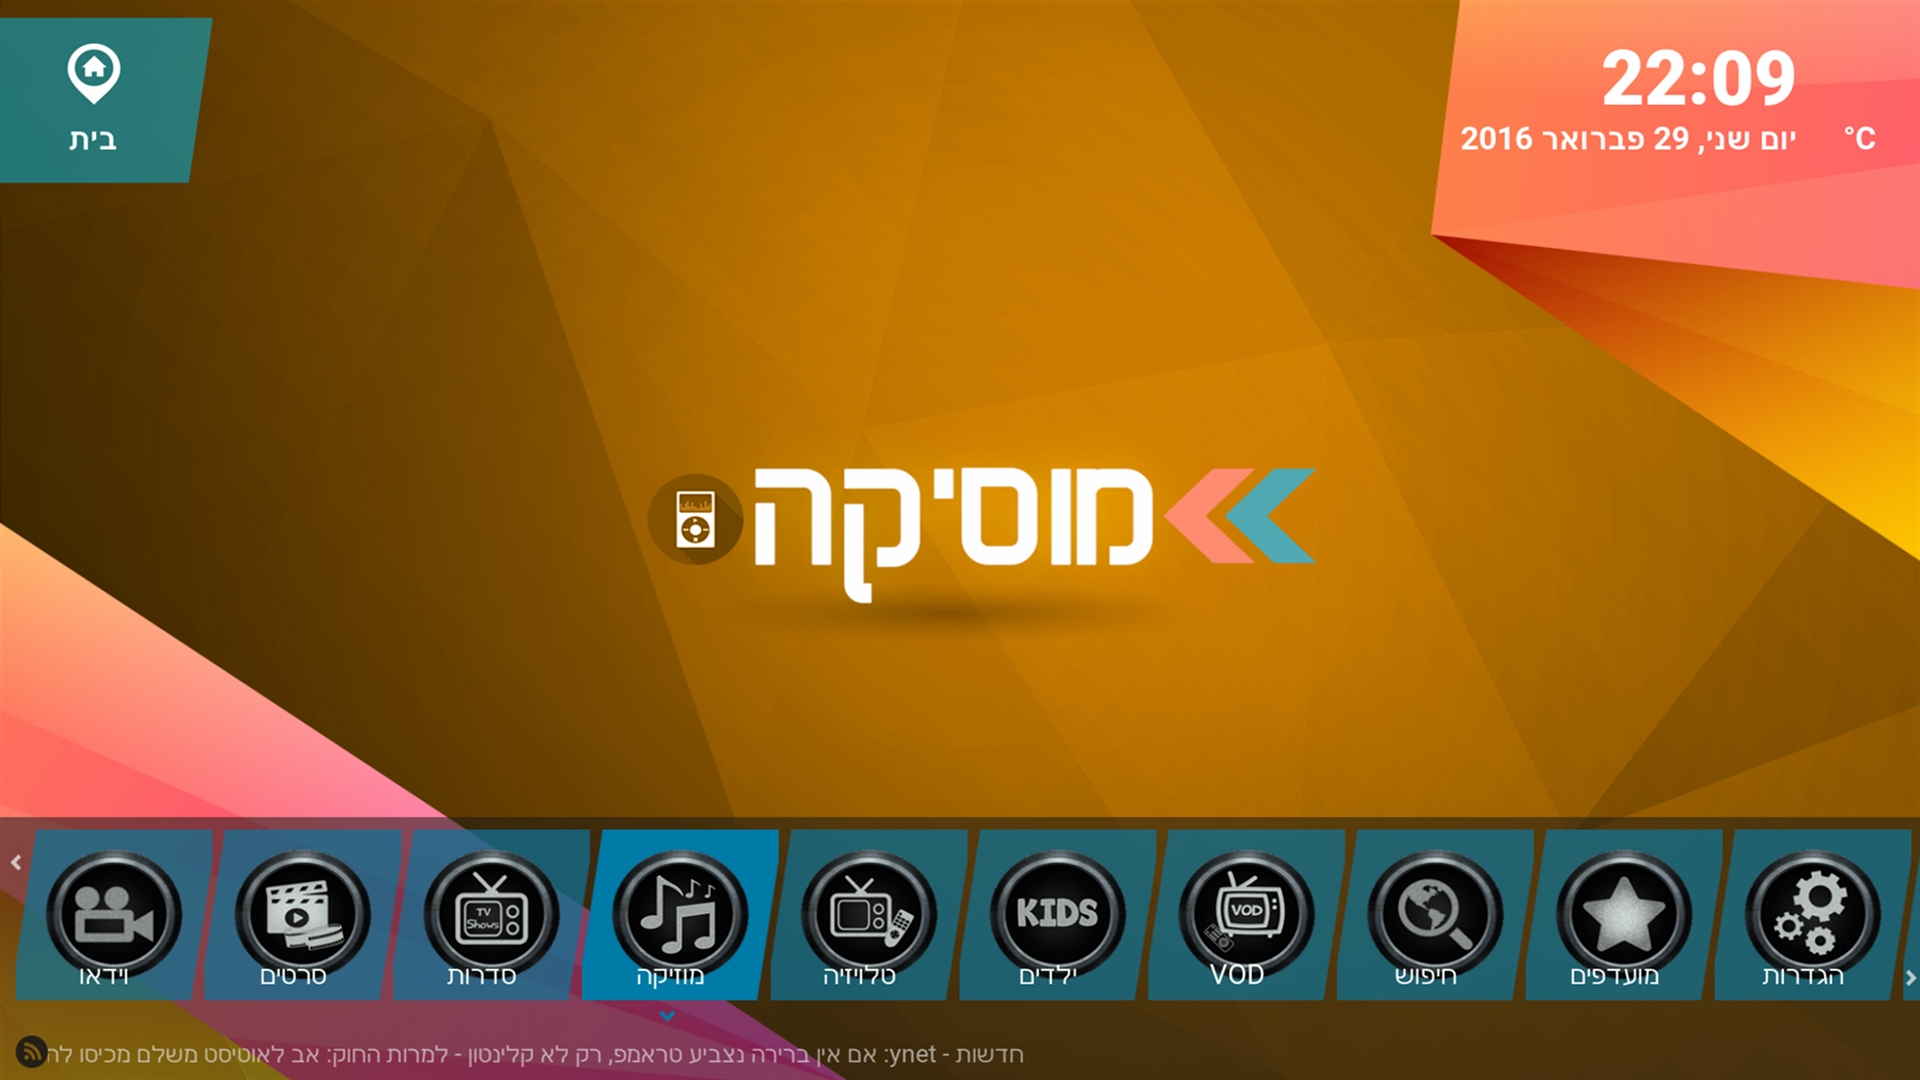 בית
22:09
יום שני, 29 פברואר 2016
°C
מוסיקה
TV Shows
KIDS
VOD
וידאו
סרטים
סדרות
מוזיקה
טלויזיה
ילדים
VOD
חיפוש
מועדפים
הגדרות
חדשות - ynet: אם אין ברירה נצביע טראמפ, רק לא קלינטון - למרות החוק: אב לאוטיסט משלם מכיסו לה